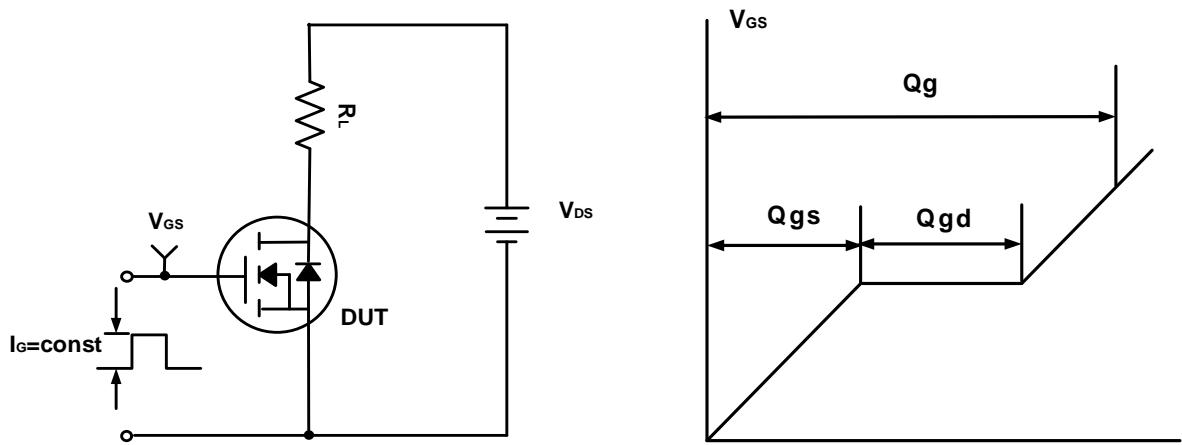 RL
VDS
VGS
DUT
IG=const
VGS
Qg
Qgs
Qgd